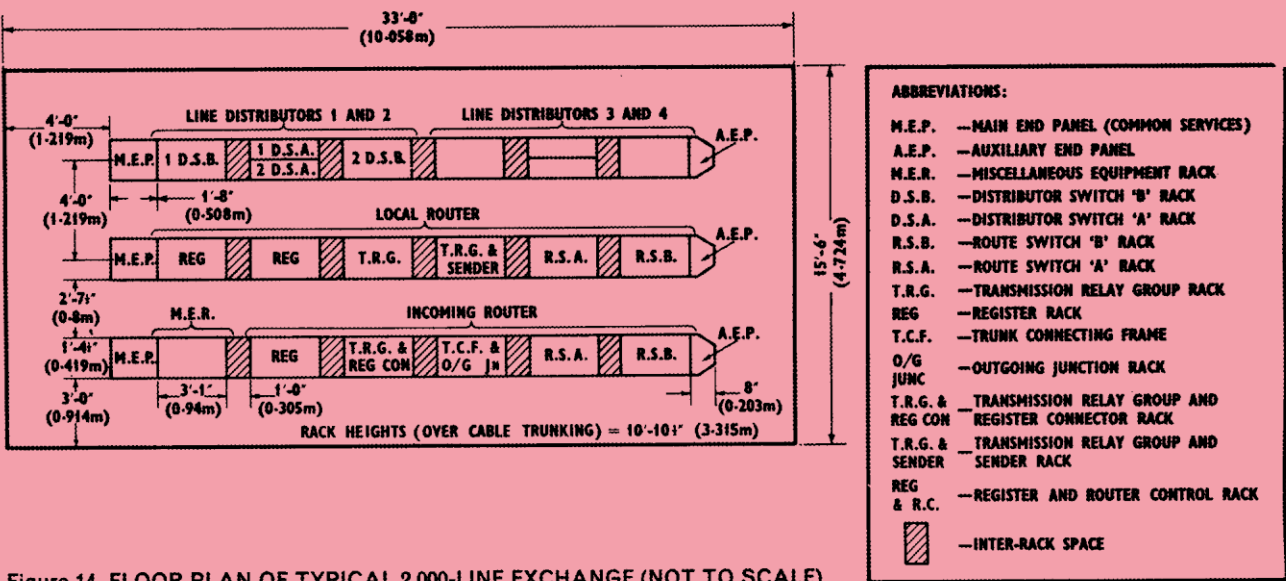 33'-0"
(10·058m)
4'-0"
(1·219m)
LINE DISTRIBUTORS 1 AND 2
LINE DISTRIBUTORS 3 AND 4
A.E.P.
M.E.P.
1 D.S.B.
1 D.S.A.
2 D.S.A.
2 D.S.B.
4'-0"
(1·219m)
1'-8"
(0·508m)
LOCAL ROUTER
A.E.P.
M.E.P.
REG
REG
T.R.G.
T.R.G. &
SENDER
R.S.A.
R.S.B.
15'-6"
(4·724m)
2'-7½"
(0·8m)
M.E.R.
INCOMING ROUTER
A.E.P.
1'-4½"
(0·419m)
M.E.P.
REG
T.R.G. &
REG CON
T.C.F. &
O/G JN
R.S.A.
R.S.B.
3'-0"
(0·914m)
3'-1"
(0·94m)
1'-0"
(0·305m)
8"
(0·203m)
RACK HEIGHTS (OVER CABLE TRUNKING) = 10'-10½" (3·315m)
ABBREVIATIONS:
M.E.P. —MAIN END PANEL (COMMON SERVICES)
A.E.P. —AUXILIARY END PANEL
M.E.R. —MISCELLANEOUS EQUIPMENT RACK
D.S.B. —DISTRIBUTOR SWITCH 'B' RACK
D.S.A. —DISTRIBUTOR SWITCH 'A' RACK
R.S.B. —ROUTE SWITCH 'B' RACK
R.S.A. —ROUTE SWITCH 'A' RACK
T.R.G. —TRANSMISSION RELAY GROUP RACK
REG —REGISTER RACK
T.C.F. —TRUNK CONNECTING FRAME
O/G
JUNC —OUTGOING JUNCTION RACK
T.R.G. & —TRANSMISSION RELAY GROUP AND
REG CON REGISTER CONNECTOR RACK
T.R.G. & —TRANSMISSION RELAY GROUP AND
SENDER SENDER RACK
REG
& R.C. —REGISTER AND ROUTER CONTROL RACK
—INTER-RACK SPACE
Figure 14. FLOOR PLAN OF TYPICAL 2,000-LINE EXCHANGE (NOT TO SCALE)